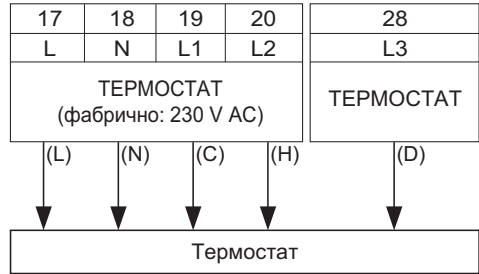 17 18 19 20 28
L N L1 L2 L3
ТЕРМОСТАТ
(фабрично: 230 V AC)
ТЕРМОСТАТ
(L) (N) (C) (H) (D)
Термостат